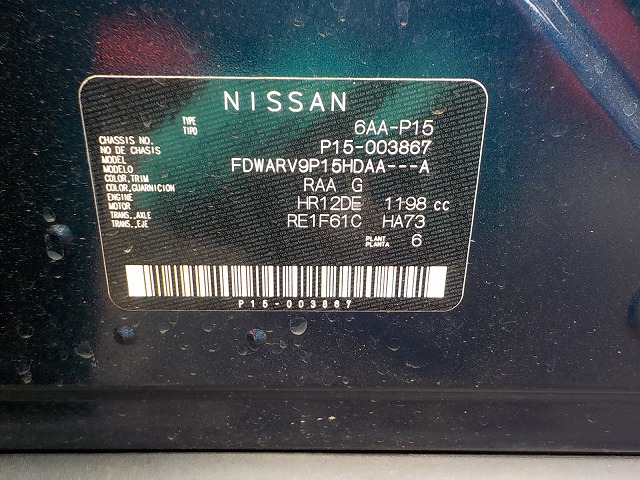 NISSAN
TYPE
TIPO 6AA-P15
CHASSIS NO.
NO DE CHASIS P15-003867
MODEL
MODELO FDWARV9P15HDAA---A
COLOR,TRIM
COLOR,GUARNICION RAA G
ENGINE
MOTOR HR12DE 1198 cc
TRANS.,AXLE
TRANS.,EJE RE1F61C HA73
PLANT
PLANTA 6
P15-003867